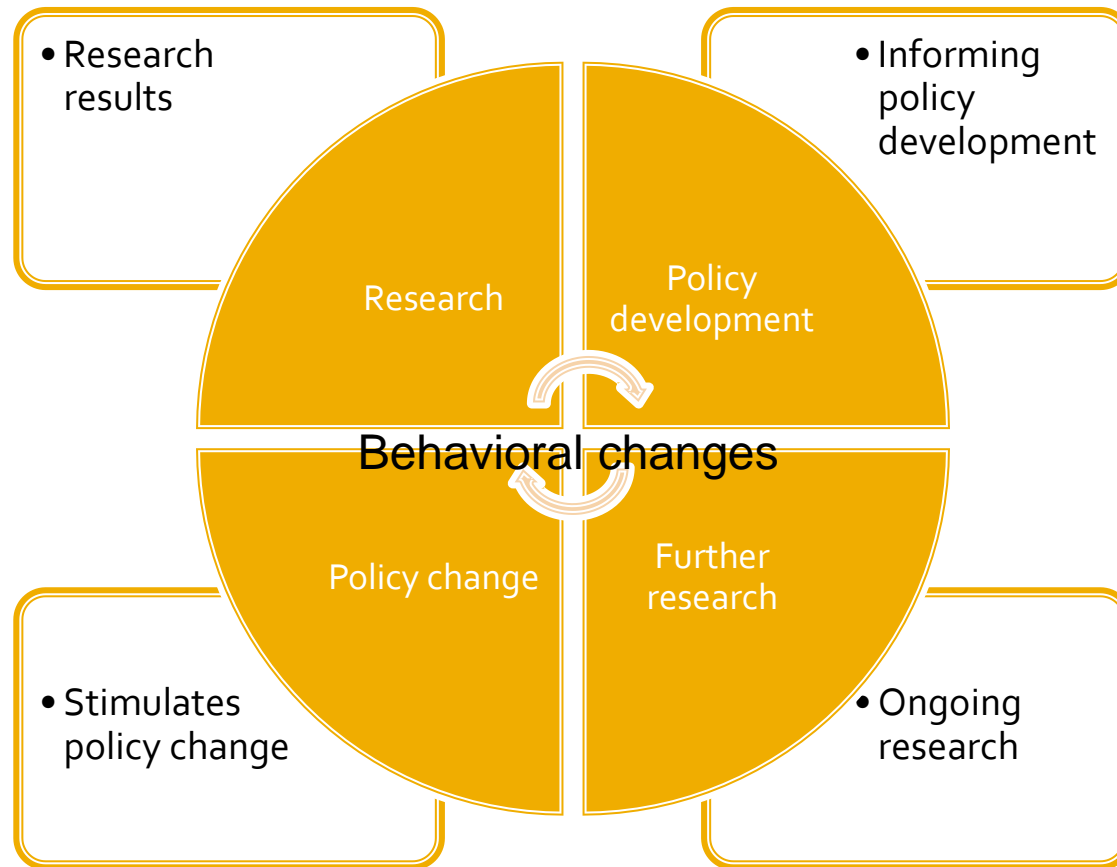 • Research
results
• Informing
policy
development
Research
Policy
development
Behavioral changes
Policy change
Further
research
• Stimulates
policy change
• Ongoing
research